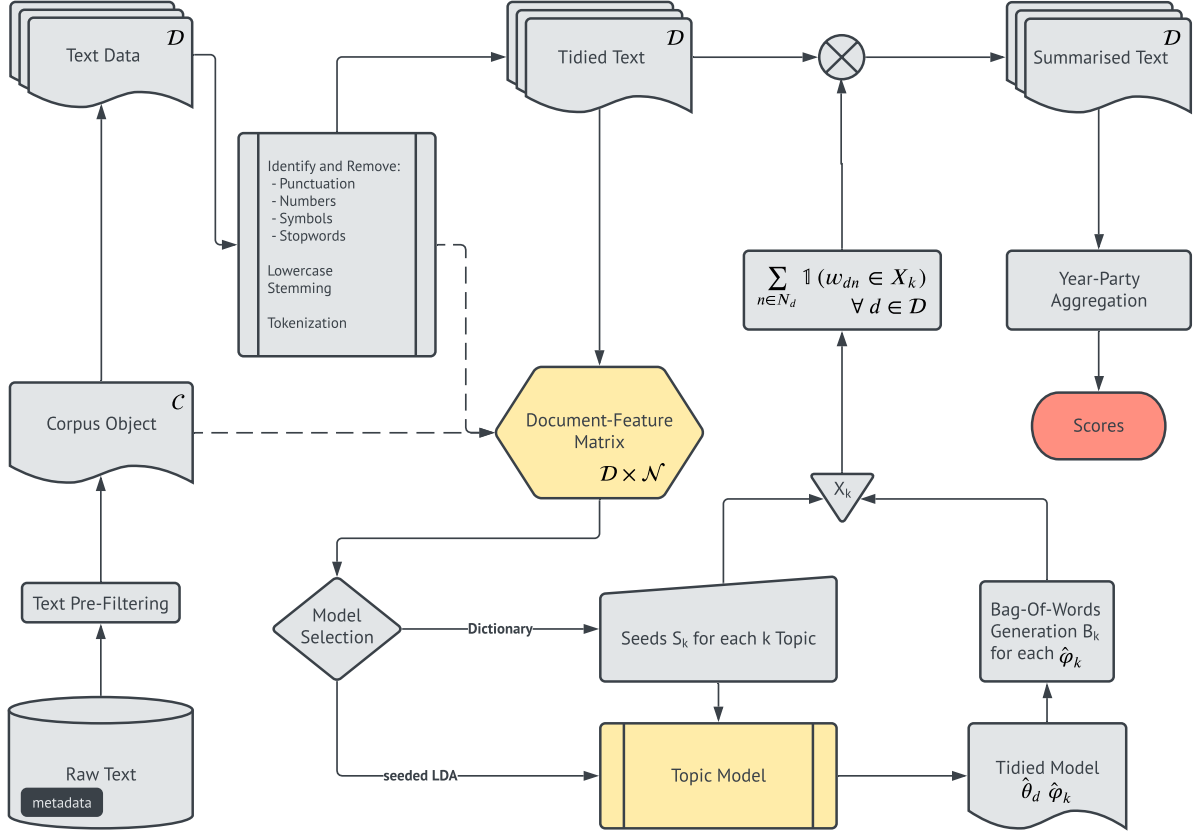 Text Data
𝒟
Tidied Text
𝒟
Summarised Text
𝒟
Identify and Remove:
- Punctuation
- Numbers
- Symbols
- Stopwords
Lowercase
Stemming
Tokenization
∑ 𝟙 (w_dn ∈ X_k)
n∈N_d
∀ d ∈ 𝒟
Year-Party
Aggregation
Corpus Object
𝒞
Document-Feature
Matrix
𝒟 × 𝒩
Scores
X_k
Text Pre-Filtering
Model
Selection
Dictionary
Seeds S_k for each k Topic
Bag-Of-Words
Generation B_k
for each φ̂_k
Raw Text
metadata
seeded LDA
Topic Model
Tidied Model
θ̂_d φ̂_k